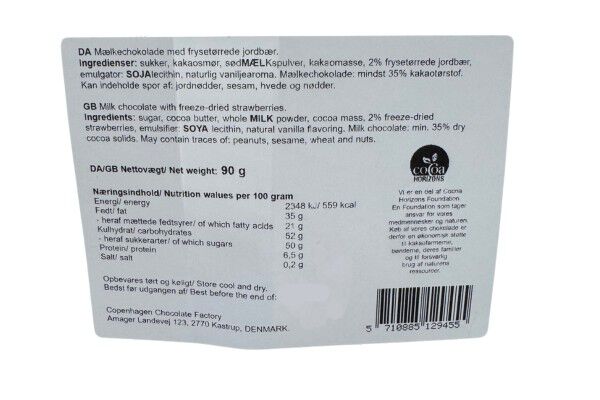 DA Mælkechokolade med frysetørrede jordbær.
Ingredienser: sukker, kakaosmør, sødMÆLKspulver, kakaomasse, 2% frysetørrede jordbær,
emulgator: SOJAlecithin, naturlig vaniljearoma. Mælkechokolade: mindst 35% kakaotørstof.
Kan indeholde spor af: jordnødder, sesam, hvede og nødder.
GB Milk chocolate with freeze-dried strawberries.
Ingredients: sugar, cocoa butter, whole MILK powder, cocoa mass, 2% freeze-dried
strawberries, emulsifier: SOYA lecithin, natural vanilla flavoring. Milk chocolate: min. 35% dry
cocoa solids. May contain traces of: peanuts, sesame, wheat and nuts.
DA/GB Nettovægt/ Net weight: 90 g
Næringsindhold/ Nutrition walues per 100 gram
Energi/ energy 2348 kJ/ 559 kcal
Fedt/ fat 35 g
- heraf mættede fedtsyrer/ of which fatty acids 21 g
Kulhydrat/ carbohydrates 52 g
- heraf sukkerarter/ of which sugars 50 g
Protein/ protein 6,5 g
Salt/ salt 0,2 g
Opbevares tørt og køligt/ Store cool and dry.
Bedst før udgangen af/ Best before the end of:
Copenhagen Chocolate Factory
Amager Landevej 123, 2770 Kastrup, DENMARK.
cocoa
HORIZONS
Vi er en del af Cocoa
Horizons Foundation.
En Foundation som tager
ansvar for vores
medmennesker og naturen.
Køb af vores chokolade er
derfor en økonomisk støtte
til kakaofarmerne,
bønderne, deres familier
og til forsvarlig
brug af naturens
ressourcer.
5 710885 129455